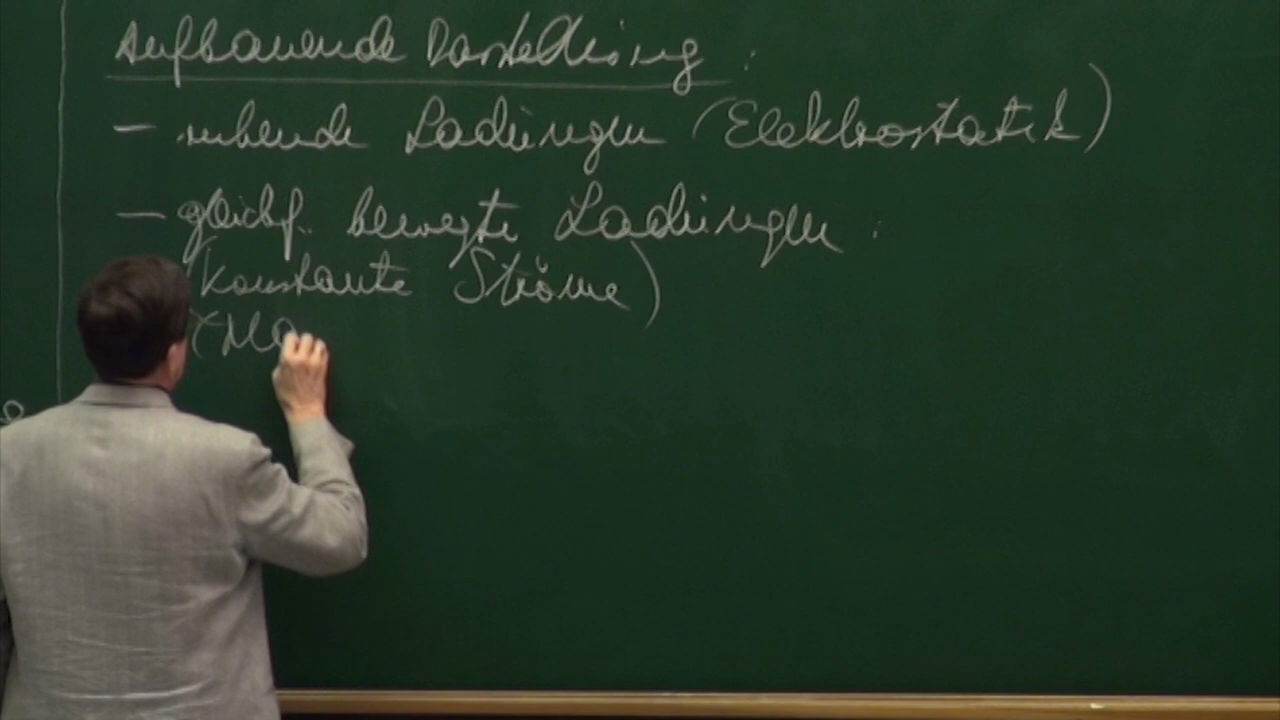 Aufbauende Darstellung :
- ruhende Ladungen (Elektrostatik)
- gleichf. bewegte Ladungen :
(konstante Ströme)
(Ma